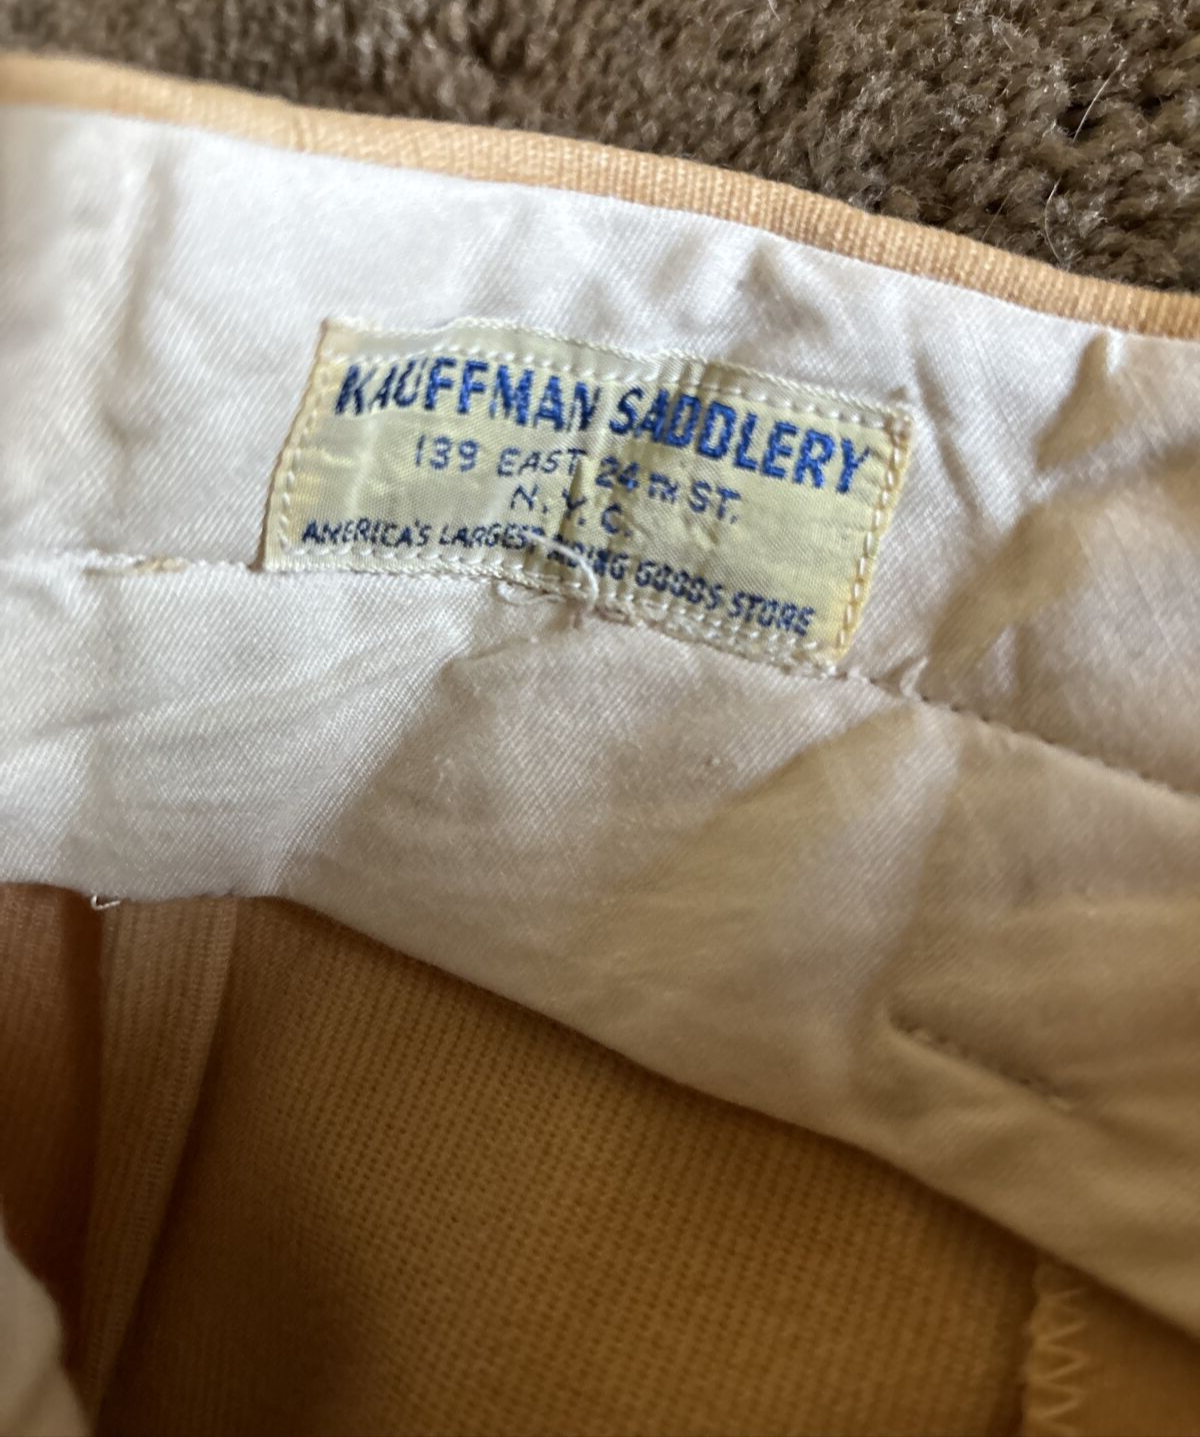 KAUFFMAN SADDLERY
139 EAST 24TH ST.
N.Y.C.
AMERICA'S LARGEST RIDING GOODS STORE